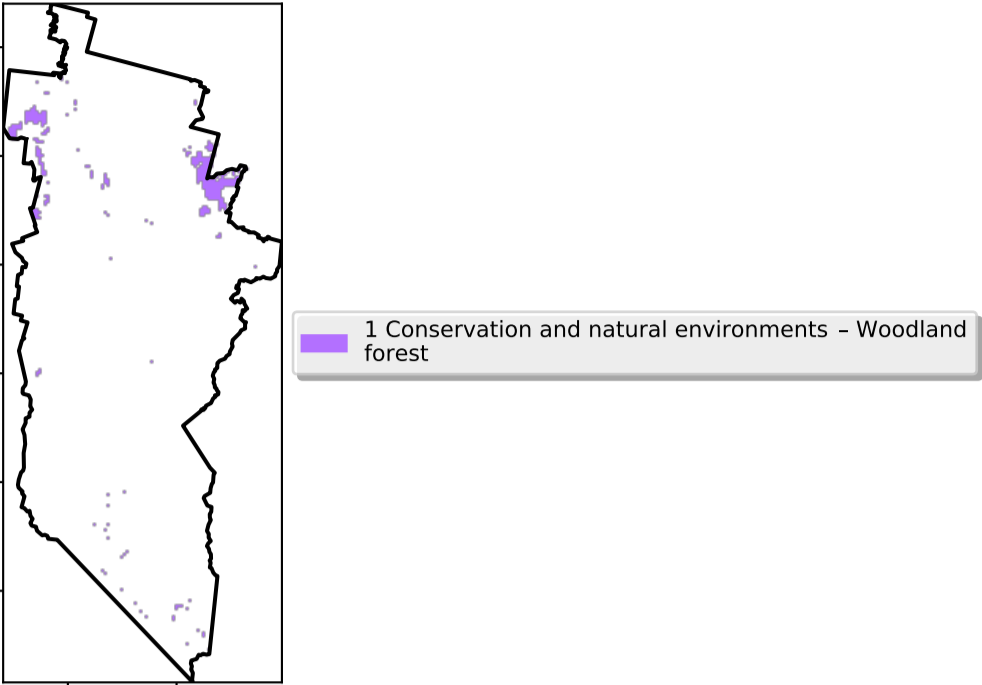 1 Conservation and natural environments – Woodland
forest